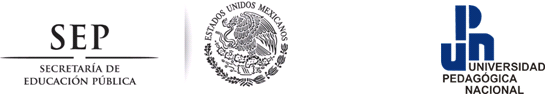 SEP
SECRETARÍA DE
EDUCACIÓN PÚBLICA
ESTADOS UNIDOS MEXICANOS
UNIVERSIDAD
PEDAGÓGICA
NACIONAL